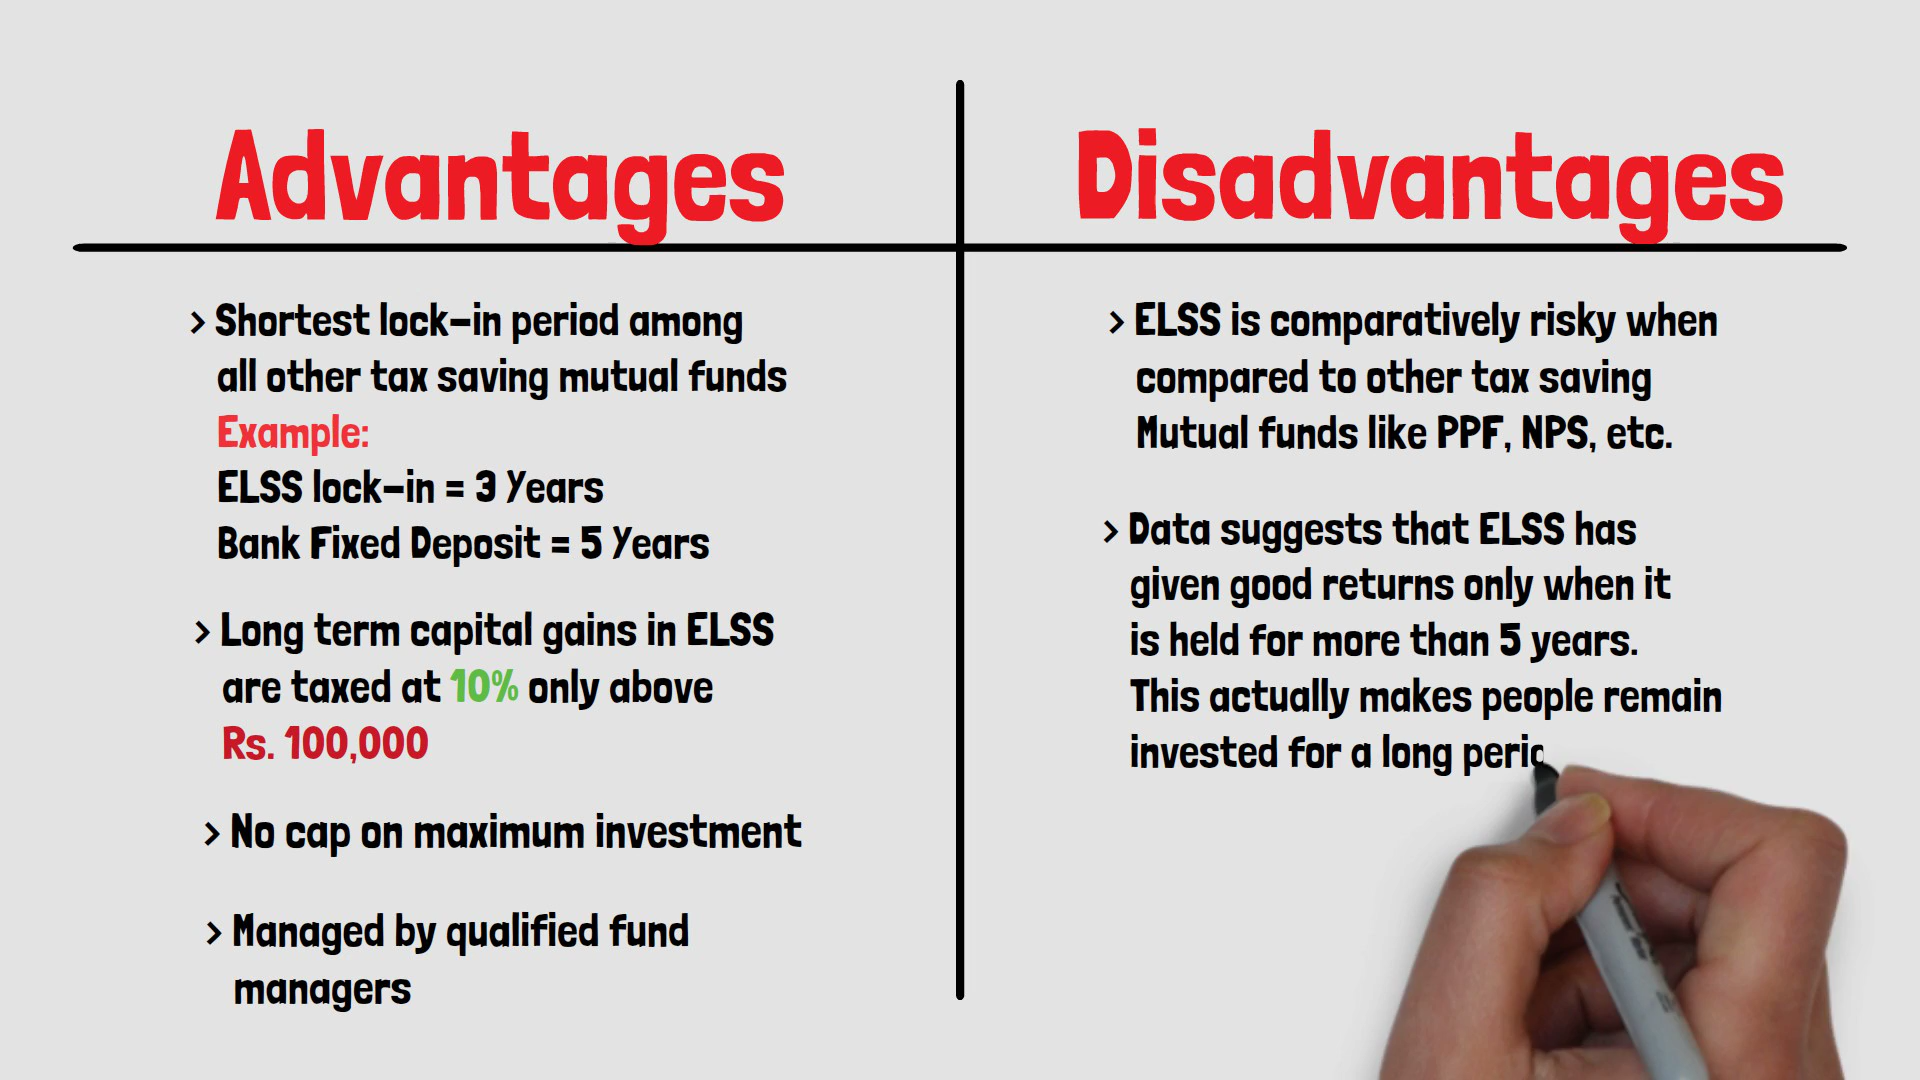 Advantages
Disadvantages
> Shortest lock-in period among
all other tax saving mutual funds
Example:
ELSS lock-in = 3 Years
Bank Fixed Deposit = 5 Years
> Long term capital gains in ELSS
are taxed at 10% only above
Rs. 100,000
> No cap on maximum investment
> Managed by qualified fund
managers
> ELSS is comparatively risky when
compared to other tax saving
Mutual funds like PPF, NPS, etc.
> Data suggests that ELSS has
given good returns only when it
is held for more than 5 years.
This actually makes people remain
invested for a long perio